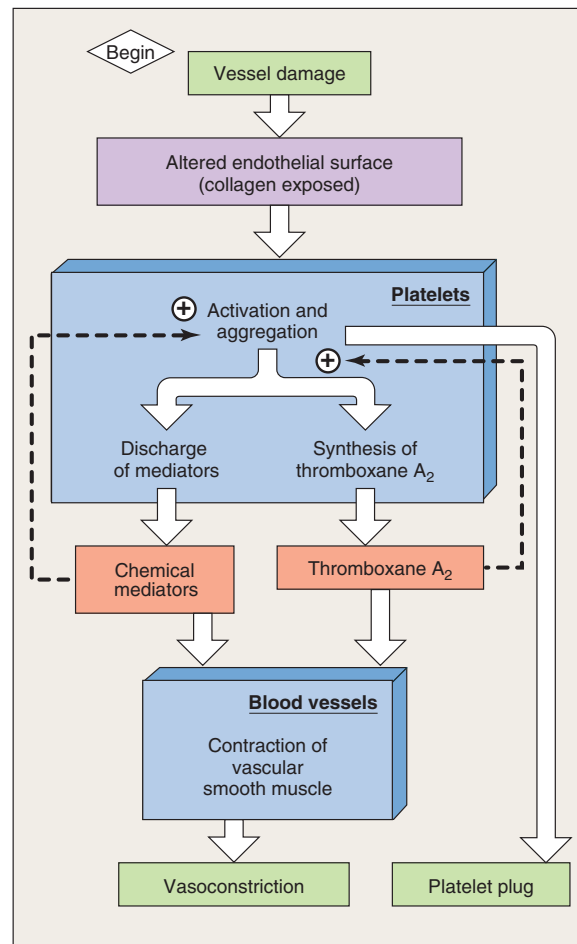 Begin
Vessel damage
Altered endothelial surface
(collagen exposed)
Platelets
+
Activation and
aggregation
+
Discharge
of mediators
Synthesis of
thromboxane A₂
Chemical
mediators
Thromboxane A₂
Blood vessels
Contraction of
vascular
smooth muscle
Vasoconstriction
Platelet plug